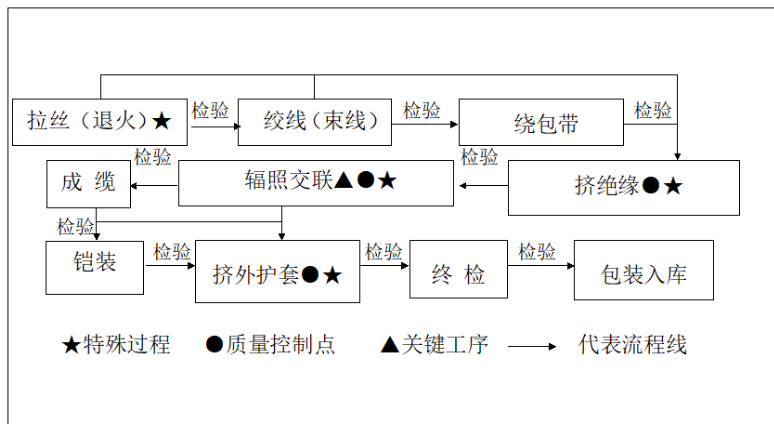 检验 检验 检验
拉丝（退火）★ 绞线（束线） 绕包带
检验 检验
成 缆 辐照交联▲●★ 挤绝缘●★
检验
检验 检验 检验
铠装 挤外护套●★ 终 检 包装入库
★特殊过程 ●质量控制点 ▲关键工序 代表流程线